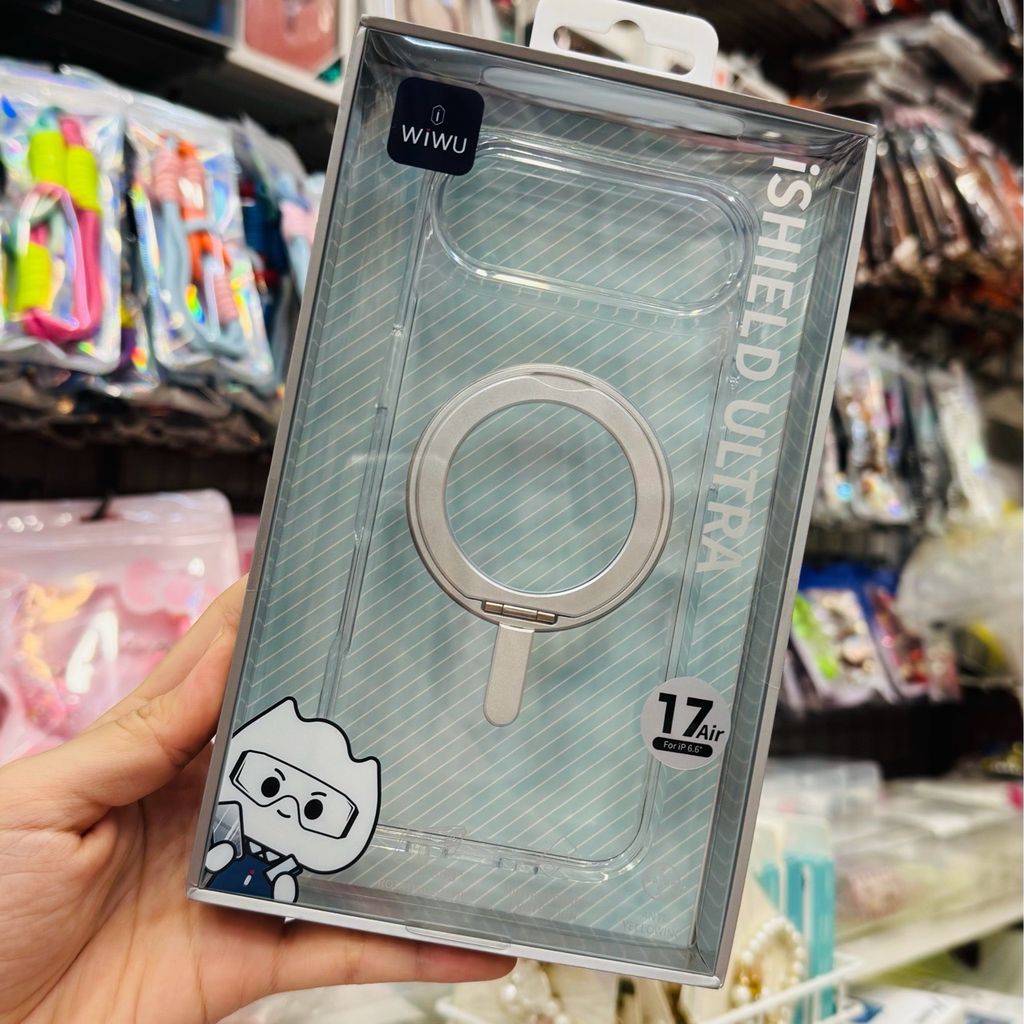 WiWU
iSHIELD ULTRA
17Air
For iP 6.6"